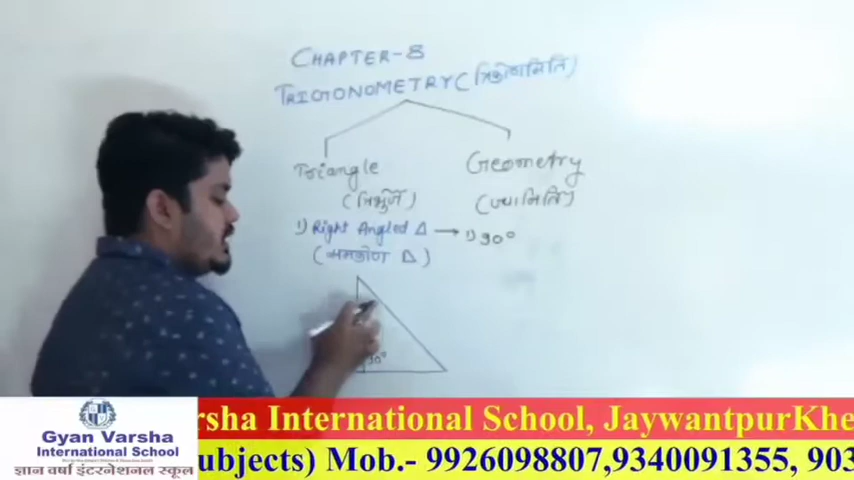 CHAPTER-8
TRIGONOMETRY (त्रिकोणमिति)
Triangle
Geometry
(त्रिभुजें)
(ज्यामिति)
1) Right Angled Δ → 1) 90°
(समकोण Δ)
90°
Gyan Varsha
International School
ज्ञान वर्षा इंटरनेशनल स्कूल
rsha International School, JaywantpurKhe
ubjects) Mob.- 9926098807,9340091355, 903